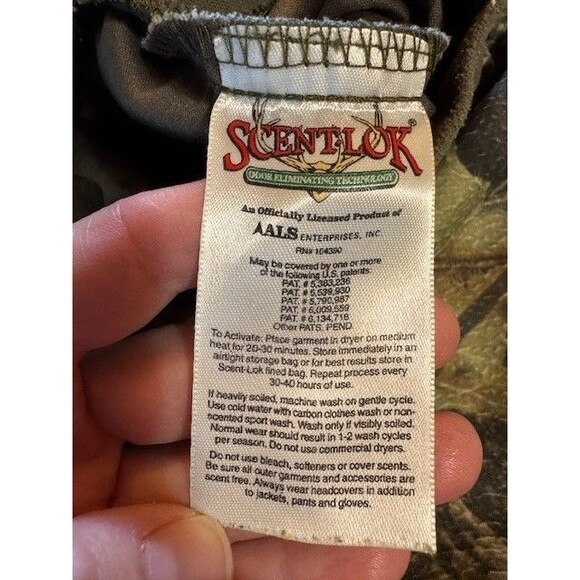 SCENT-LOK®
ODOR ELIMINATING TECHNOLOGY
An Officially Licensed Product of
AALS ENTERPRISES, INC.
RN# 104390
May be covered by one or more
of the following U.S. patents:
PAT. # 5,383,236
PAT. # 5,539,930
PAT. # 5,790,987
PAT. # 6,009,559
PAT. # 6,134,718
Other PATS. PEND.
To Activate: Place garment in dryer on medium
heat for 20-30 minutes. Store immediately in an
airtight storage bag or for best results store in
Scent-Lok lined bag. Repeat process every
30-40 hours of use.
If heavily soiled, machine wash on gentle cycle.
Use cold water with carbon clothes wash or non-
scented sport wash. Wash only if visibly soiled.
Normal wear should result in 1-2 wash cycles
per season. Do not use commercial dryers.
Do not use bleach, softeners or cover scents.
Be sure all outer garments and accessories are
scent free. Always wear headcovers in addition
to jackets, pants and gloves.